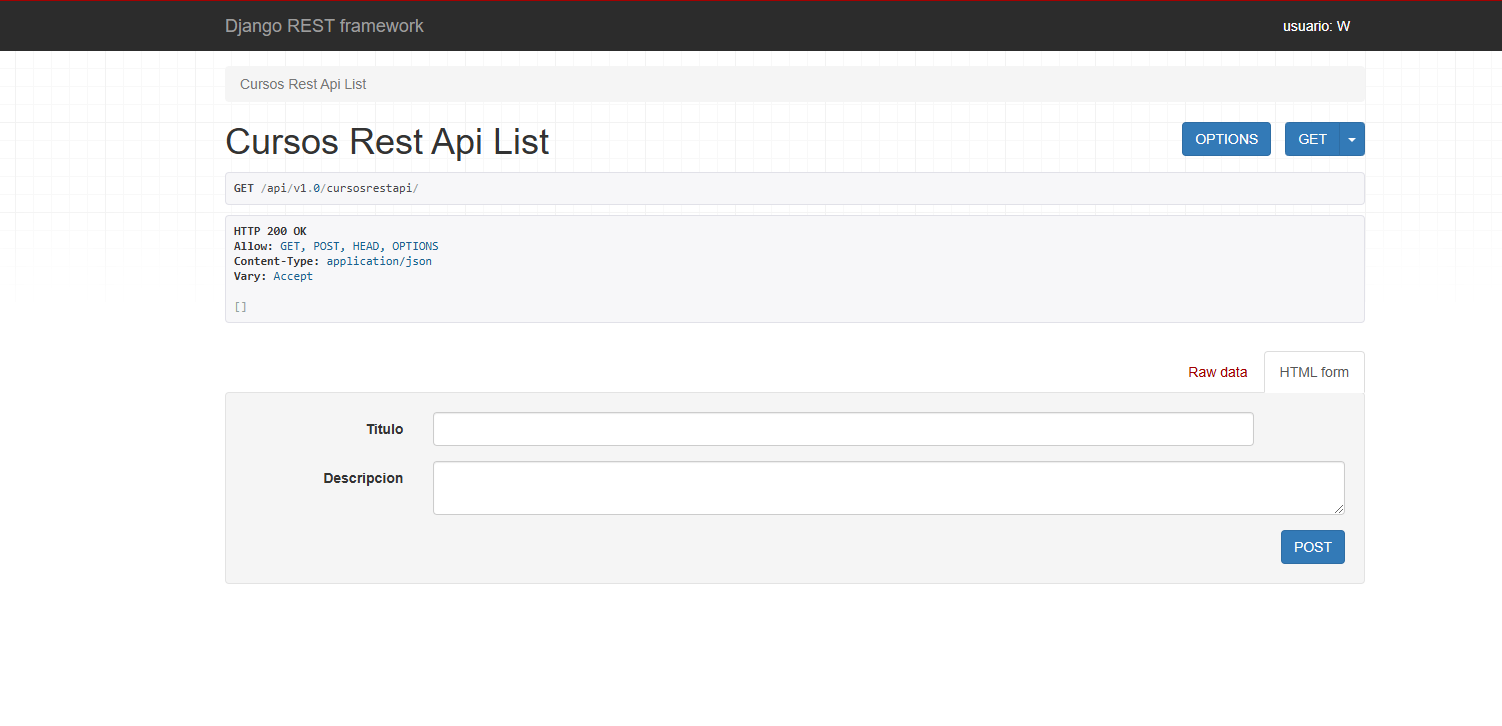 Django REST framework
usuario: W
Cursos Rest Api List
Cursos Rest Api List
OPTIONS
GET
GET /api/v1.0/cursosrestapi/
HTTP 200 OK
Allow: GET, POST, HEAD, OPTIONS
Content-Type: application/json
Vary: Accept
[]
Raw data
HTML form
Titulo
Descripcion
POST